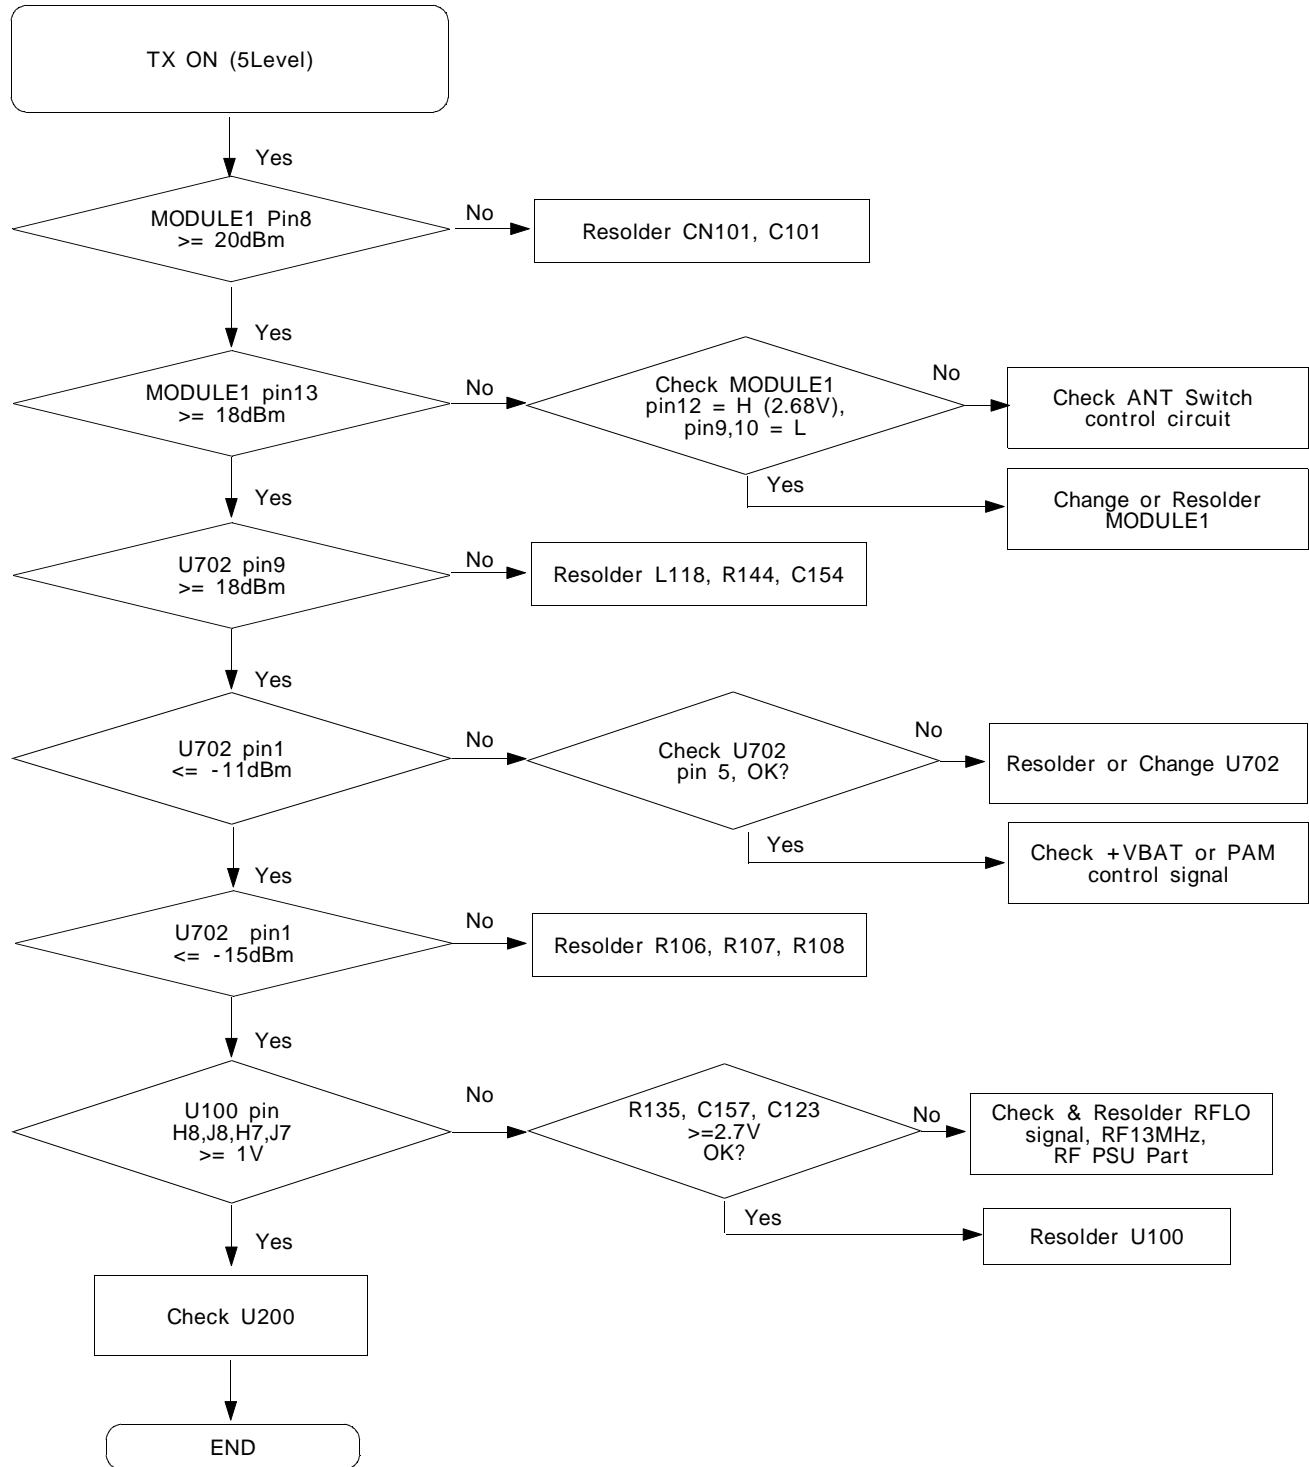 TX ON (5Level)
Yes
MODULE1 Pin8
>= 20dBm
No
Resolder CN101, C101
Yes
MODULE1 pin13
>= 18dBm
No
Check MODULE1
pin12 = H (2.68V),
pin9,10 = L
No
Check ANT Switch
control circuit
Yes
Change or Resolder
MODULE1
Yes
U702 pin9
>= 18dBm
No
Resolder L118, R144, C154
Yes
U702 pin1
<= -11dBm
No
Check U702
pin 5, OK?
No
Resolder or Change U702
Yes
Check +VBAT or PAM
control signal
Yes
U702 pin1
<= -15dBm
No
Resolder R106, R107, R108
Yes
U100 pin
H8,J8,H7,J7
>= 1V
No
R135, C157, C123
>=2.7V
OK?
No
Check & Resolder RFLO
signal, RF13MHz,
RF PSU Part
Yes
Resolder U100
Yes
Check U200
END